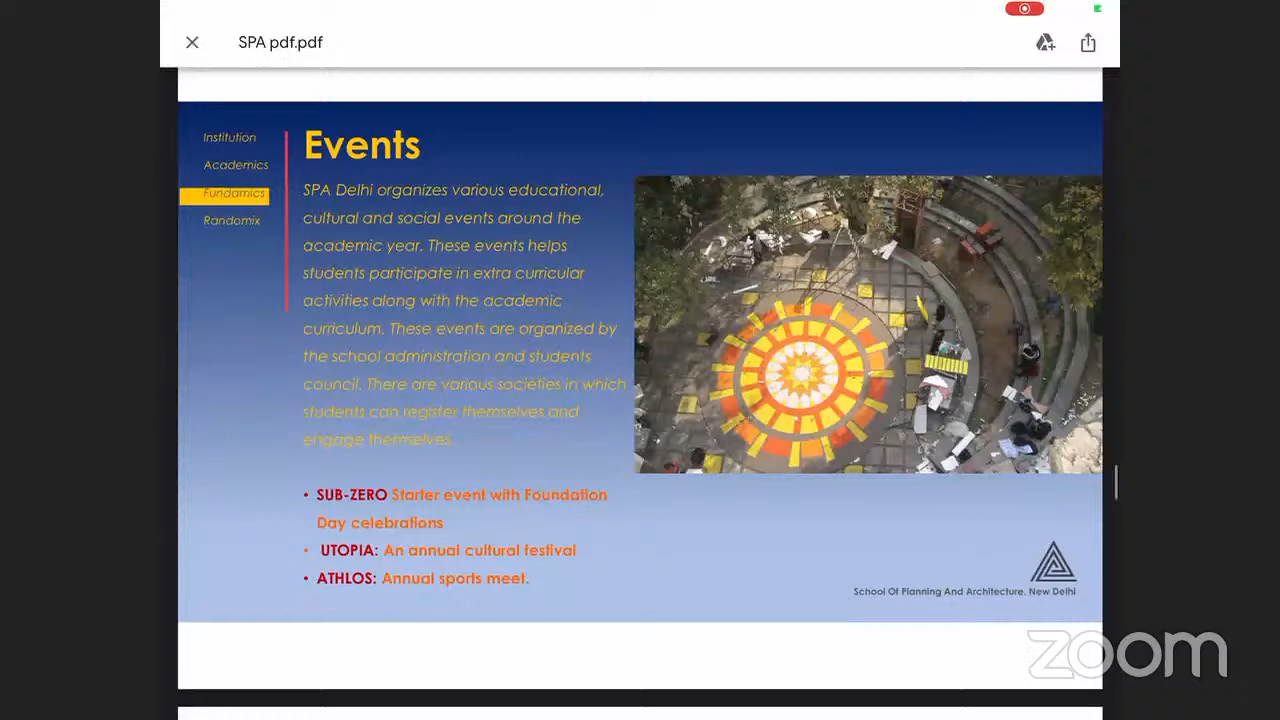 SPA pdf.pdf
Institution
Academics
Fundamics
Randomix
Events
SPA Delhi organizes various educational,
cultural and social events around the
academic year. These events helps
students participate in extra curricular
activities along with the academic
curriculum. These events are organized by
the school administration and students
council. There are various societies in which
students can register themselves and
engage themselves.
• SUB-ZERO Starter event with Foundation
Day celebrations
• UTOPIA: An annual cultural festival
• ATHLOS: Annual sports meet.
School Of Planning And Architecture, New Delhi
zoom